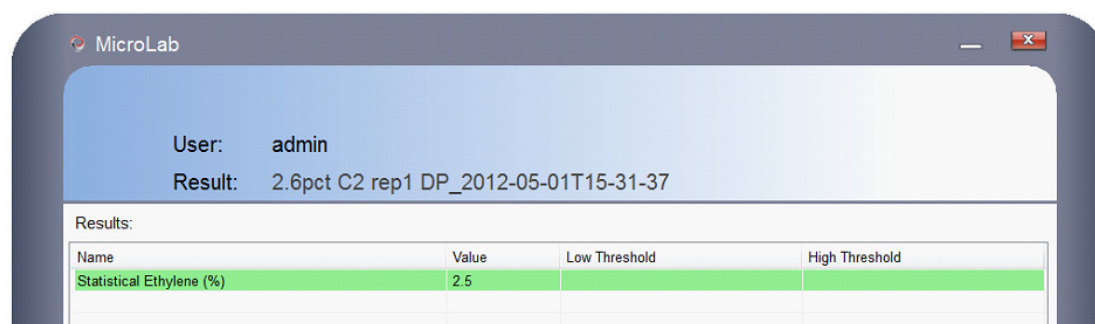 MicroLab
User: admin
Result: 2.6pct C2 rep1 DP_2012-05-01T15-31-37
Results:
Name Value Low Threshold High Threshold
Statistical Ethylene (%) 2.5